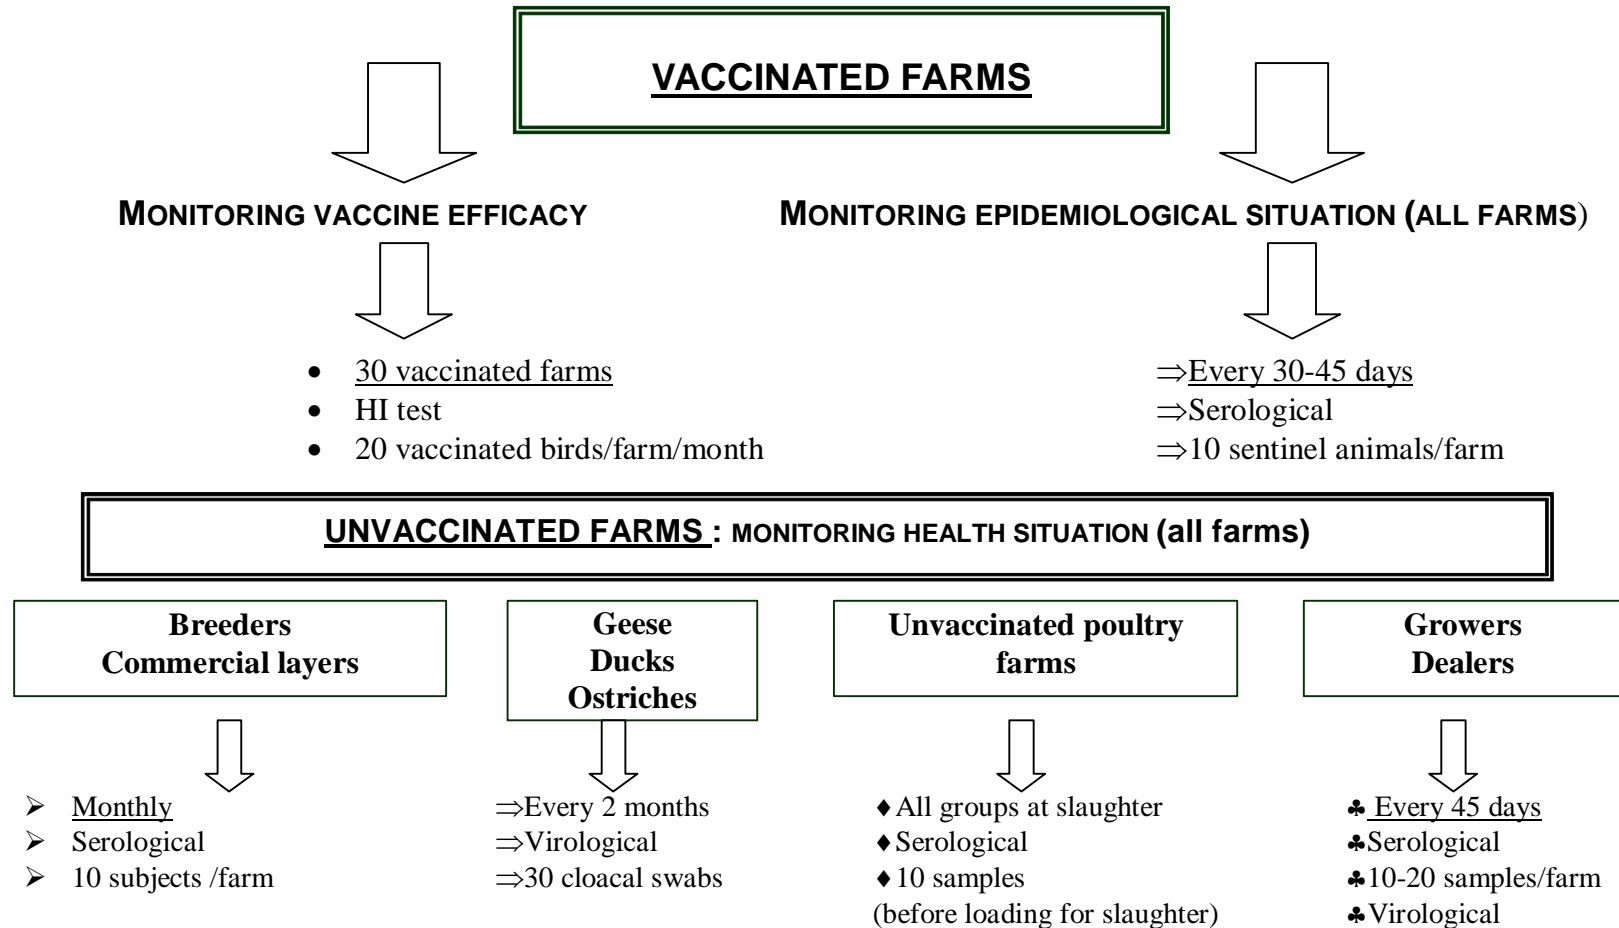 VACCINATED FARMS
MONITORING VACCINE EFFICACY
MONITORING EPIDEMIOLOGICAL SITUATION (ALL FARMS)
• 30 vaccinated farms
• HI test
• 20 vaccinated birds/farm/month
⇒Every 30-45 days
⇒Serological
⇒10 sentinel animals/farm
UNVACCINATED FARMS : MONITORING HEALTH SITUATION (all farms)
Breeders
Commercial layers
Geese
Ducks
Ostriches
Unvaccinated poultry
farms
Growers
Dealers
➢ Monthly
➢ Serological
➢ 10 subjects /farm
⇒Every 2 months
⇒Virological
⇒30 cloacal swabs
♦All groups at slaughter
♦Serological
♦10 samples
(before loading for slaughter)
♣ Every 45 days
♣Serological
♣10-20 samples/farm
♣Virological